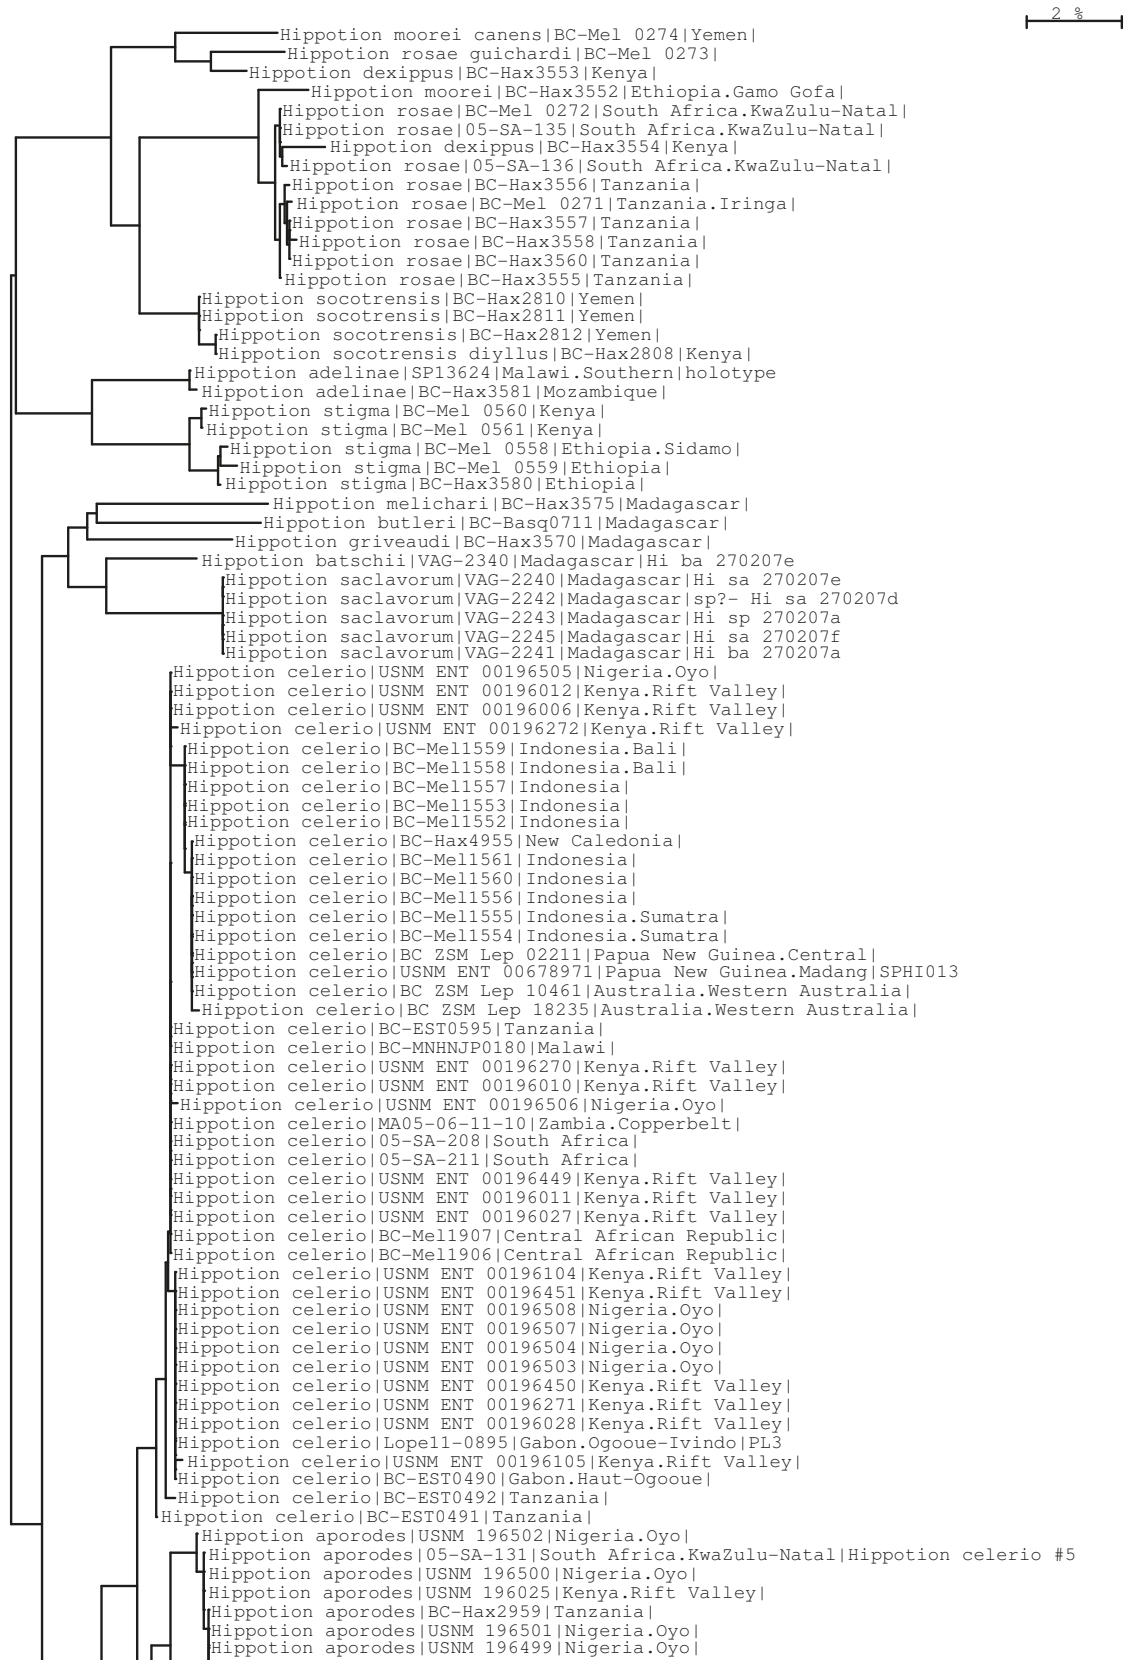 2 %
Hippotion moorei canens|BC-Mel 0274|Yemen|
Hippotion rosae guichardi|BC-Mel 0273|
Hippotion dexippus|BC-Hax3553|Kenya|
Hippotion moorei|BC-Hax3552|Ethiopia.Gamo Gofa|
Hippotion rosae|BC-Mel 0272|South Africa.KwaZulu-Natal|
Hippotion rosae|05-SA-135|South Africa.KwaZulu-Natal|
Hippotion dexippus|BC-Hax3554|Kenya|
Hippotion rosae|05-SA-136|South Africa.KwaZulu-Natal|
Hippotion rosae|BC-Hax3556|Tanzania|
Hippotion rosae|BC-Mel 0271|Tanzania.Iringa|
Hippotion rosae|BC-Hax3557|Tanzania|
Hippotion rosae|BC-Hax3558|Tanzania|
Hippotion rosae|BC-Hax3560|Tanzania|
Hippotion rosae|BC-Hax3555|Tanzania|
Hippotion socotrensis|BC-Hax2810|Yemen|
Hippotion socotrensis|BC-Hax2811|Yemen|
Hippotion socotrensis|BC-Hax2812|Yemen|
Hippotion socotrensis diyllus|BC-Hax2808|Kenya|
Hippotion adelinae|SP13624|Malawi.Southern|holotype
Hippotion adelinae|BC-Hax3581|Mozambique|
Hippotion stigma|BC-Mel 0560|Kenya|
Hippotion stigma|BC-Mel 0561|Kenya|
Hippotion stigma|BC-Mel 0558|Ethiopia.Sidamo|
Hippotion stigma|BC-Mel 0559|Ethiopia|
Hippotion stigma|BC-Hax3580|Ethiopia|
Hippotion melichari|BC-Hax3575|Madagascar|
Hippotion butleri|BC-Basq0711|Madagascar|
Hippotion griveaudi|BC-Hax3570|Madagascar|
Hippotion batschii|VAG-2340|Madagascar|Hi ba 270207e
Hippotion saclavorum|VAG-2240|Madagascar|Hi sa 270207e
Hippotion saclavorum|VAG-2242|Madagascar|sp?- Hi sa 270207d
Hippotion saclavorum|VAG-2243|Madagascar|Hi sp 270207a
Hippotion saclavorum|VAG-2245|Madagascar|Hi sa 270207f
Hippotion saclavorum|VAG-2241|Madagascar|Hi ba 270207a
Hippotion celerio|USNM ENT 00196505|Nigeria.Oyo|
Hippotion celerio|USNM ENT 00196012|Kenya.Rift Valley|
Hippotion celerio|USNM ENT 00196006|Kenya.Rift Valley|
Hippotion celerio|USNM ENT 00196272|Kenya.Rift Valley|
Hippotion celerio|BC-Mel1559|Indonesia.Bali|
Hippotion celerio|BC-Mel1558|Indonesia.Bali|
Hippotion celerio|BC-Mel1557|Indonesia|
Hippotion celerio|BC-Mel1553|Indonesia|
Hippotion celerio|BC-Mel1552|Indonesia|
Hippotion celerio|BC-Hax4955|New Caledonia|
Hippotion celerio|BC-Mel1561|Indonesia|
Hippotion celerio|BC-Mel1560|Indonesia|
Hippotion celerio|BC-Mel1556|Indonesia|
Hippotion celerio|BC-Mel1555|Indonesia.Sumatra|
Hippotion celerio|BC-Mel1554|Indonesia.Sumatra|
Hippotion celerio|BC ZSM Lep 02211|Papua New Guinea.Central|
Hippotion celerio|USNM ENT 00678971|Papua New Guinea.Madang|SPHI013
Hippotion celerio|BC ZSM Lep 10461|Australia.Western Australia|
Hippotion celerio|BC ZSM Lep 18235|Australia.Western Australia|
Hippotion celerio|BC-EST0595|Tanzania|
Hippotion celerio|BC-MNHNJP0180|Malawi|
Hippotion celerio|USNM ENT 00196270|Kenya.Rift Valley|
Hippotion celerio|USNM ENT 00196010|Kenya.Rift Valley|
Hippotion celerio|USNM ENT 00196506|Nigeria.Oyo|
Hippotion celerio|MA05-06-11-10|Zambia.Copperbelt|
Hippotion celerio|05-SA-208|South Africa|
Hippotion celerio|05-SA-211|South Africa|
Hippotion celerio|USNM ENT 00196449|Kenya.Rift Valley|
Hippotion celerio|USNM ENT 00196011|Kenya.Rift Valley|
Hippotion celerio|USNM ENT 00196027|Kenya.Rift Valley|
Hippotion celerio|BC-Mel1907|Central African Republic|
Hippotion celerio|BC-Mel1906|Central African Republic|
Hippotion celerio|USNM ENT 00196104|Kenya.Rift Valley|
Hippotion celerio|USNM ENT 00196451|Kenya.Rift Valley|
Hippotion celerio|USNM ENT 00196508|Nigeria.Oyo|
Hippotion celerio|USNM ENT 00196507|Nigeria.Oyo|
Hippotion celerio|USNM ENT 00196504|Nigeria.Oyo|
Hippotion celerio|USNM ENT 00196503|Nigeria.Oyo|
Hippotion celerio|USNM ENT 00196450|Kenya.Rift Valley|
Hippotion celerio|USNM ENT 00196271|Kenya.Rift Valley|
Hippotion celerio|USNM ENT 00196028|Kenya.Rift Valley|
Hippotion celerio|Lope11-0895|Gabon.Ogooue-Ivindo|PL3
Hippotion celerio|USNM ENT 00196105|Kenya.Rift Valley|
Hippotion celerio|BC-EST0490|Gabon.Haut-Ogooue|
Hippotion celerio|BC-EST0492|Tanzania|
Hippotion celerio|BC-EST0491|Tanzania|
Hippotion aporodes|USNM 196502|Nigeria.Oyo|
Hippotion aporodes|05-SA-131|South Africa.KwaZulu-Natal|Hippotion celerio #5
Hippotion aporodes|USNM 196500|Nigeria.Oyo|
Hippotion aporodes|USNM 196025|Kenya.Rift Valley|
Hippotion aporodes|BC-Hax2959|Tanzania|
Hippotion aporodes|USNM 196501|Nigeria.Oyo|
Hippotion aporodes|USNM 196499|Nigeria.Oyo|